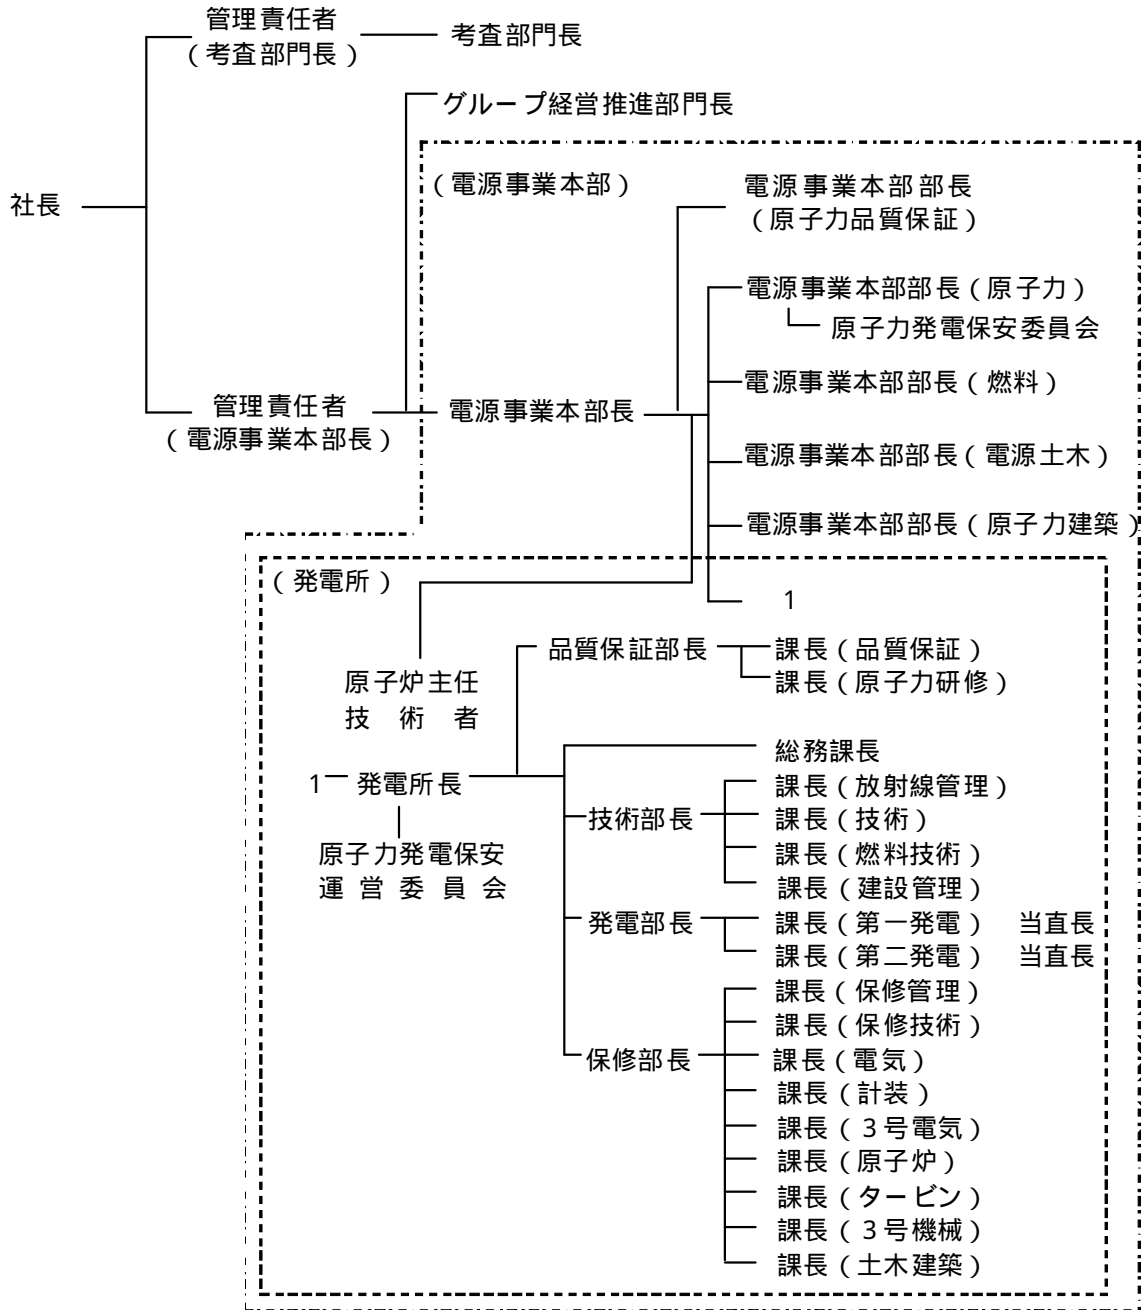 管理責任者
（考査部門長）
考査部門長
グループ経営推進部門長
社長
（電源事業本部）
電源事業本部部長
（原子力品質保証）
電源事業本部部長（原子力）
原子力発電保安委員会
電源事業本部部長（燃料）
管理責任者
（電源事業本部長）
電源事業本部長
電源事業本部部長（電源土木）
電源事業本部部長（原子力建築）
（発電所）
1
品質保証部長
課長（品質保証）
課長（原子力研修）
原子炉主任
技術者
総務課長
1
発電所長
課長（放射線管理）
技術部長
課長（技術）
原子力発電保安
運営委員会
課長（燃料技術）
課長（建設管理）
発電部長
課長（第一発電） 当直長
課長（第二発電） 当直長
課長（保修管理）
課長（保修技術）
保修部長
課長（電気）
課長（計装）
課長（３号電気）
課長（原子炉）
課長（タービン）
課長（３号機械）
課長（土木建築）